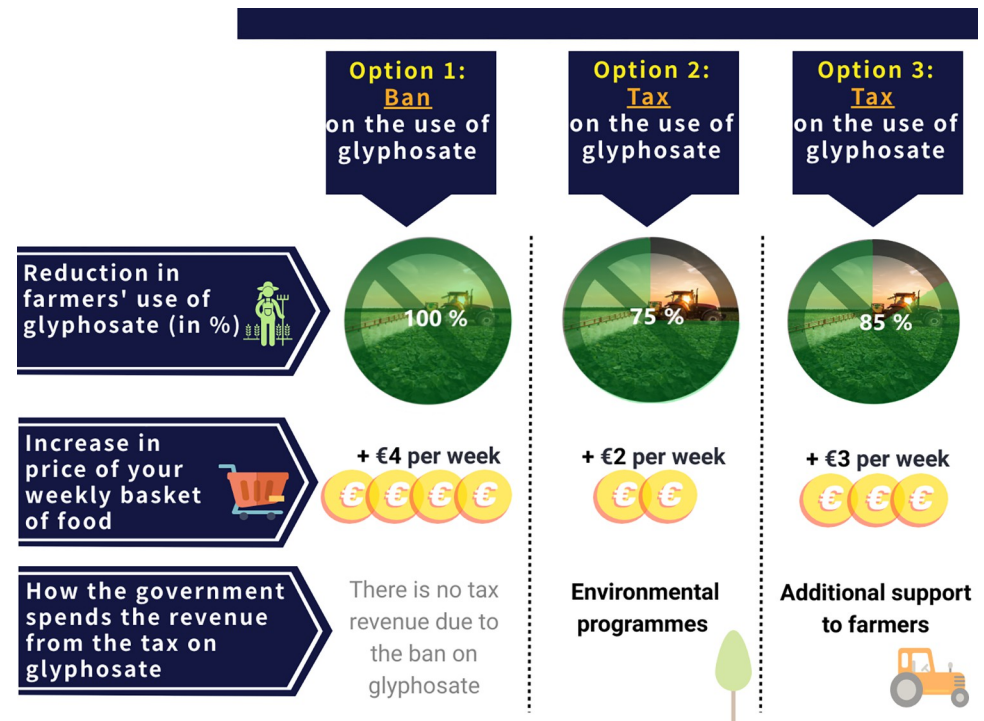 Option 1:
Ban
on the use of
glyphosate
Option 2:
Tax
on the use of
glyphosate
Option 3:
Tax
on the use of
glyphosate
Reduction in
farmers' use of
glyphosate (in %)
100 %
75 %
85 %
Increase in
price of your
weekly basket
of food
+ €4 per week
€ € € €
+ €2 per week
€ €
+ €3 per week
€ € €
How the government
spends the revenue
from the tax on
glyphosate
There is no tax
revenue due to
the ban on
glyphosate
Environmental
programmes
Additional support
to farmers